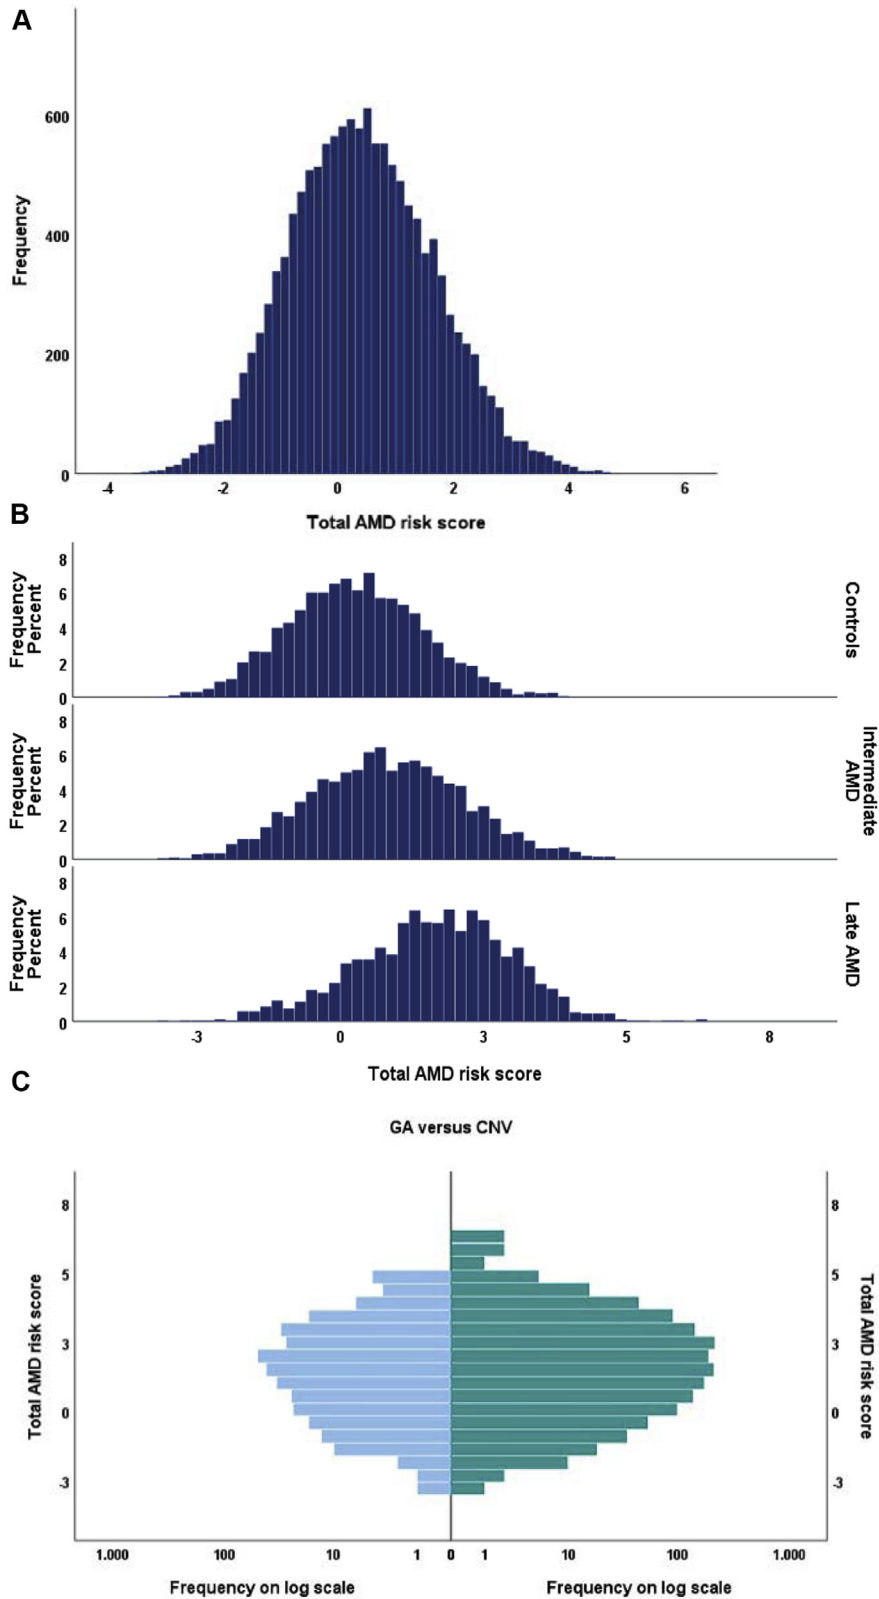 A
Frequency
600
400
200
0
-4 -2 0 2 4 6
Total AMD risk score
B
Frequency
Percent
8
6
4
2
0
Controls
Frequency
Percent
8
6
4
2
0
Intermediate
AMD
Frequency
Percent
8
6
4
2
0
Late AMD
-3 0 3 5 8
Total AMD risk score
C
GA versus CNV
Total AMD risk score
8
5
3
0
-3
8
5
3
0
-3
Total AMD risk score
1.000 100 10 1 0 1 10 100 1.000
Frequency on log scale Frequency on log scale